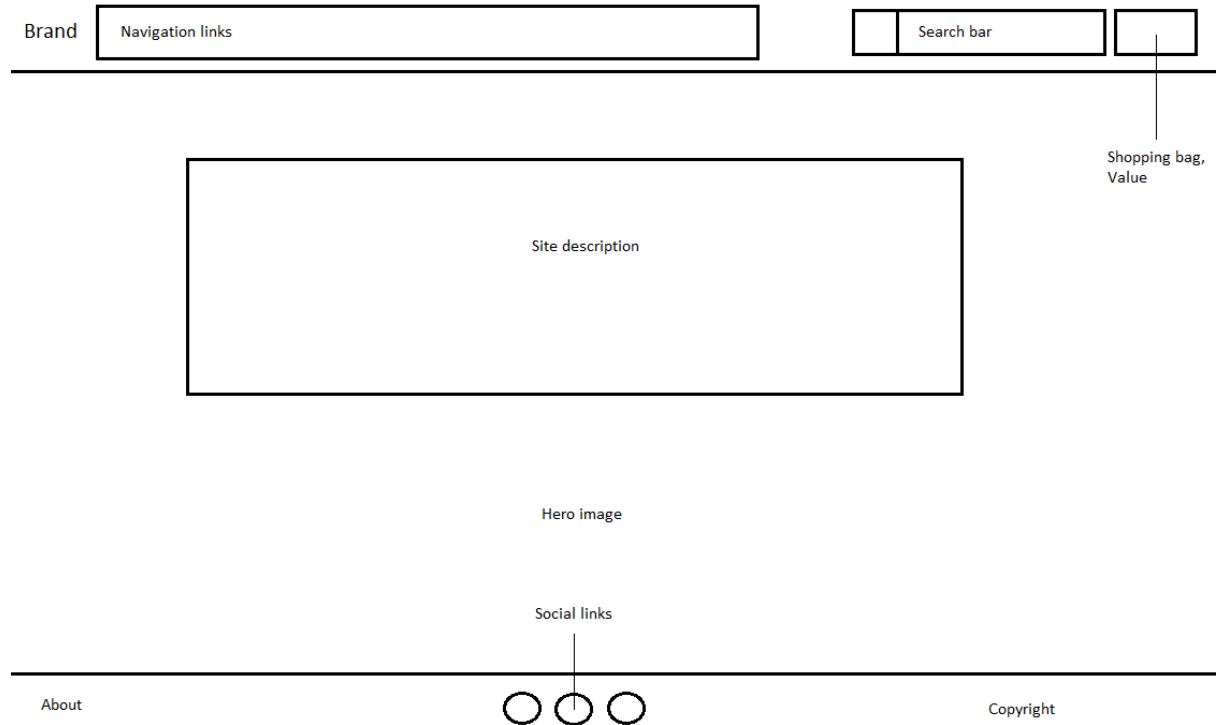 Brand
Navigation links
Search bar
Shopping bag,
Value
Site description
Hero image
Social links
About
Copyright